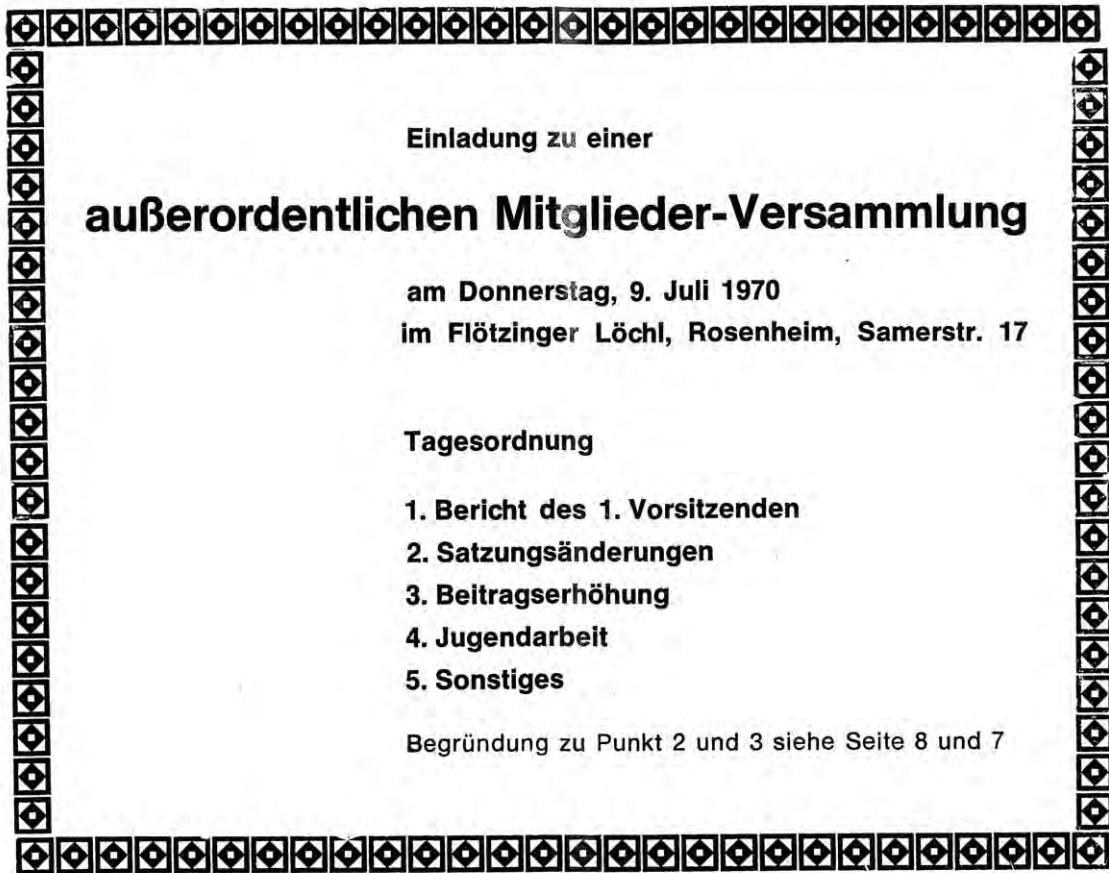 Einladung zu einer
außerordentlichen Mitglieder-Versammlung
am Donnerstag, 9. Juli 1970
im Flötzinger Löchl, Rosenheim, Samerstr. 17
Tagesordnung
1. Bericht des 1. Vorsitzenden
2. Satzungsänderungen
3. Beitragserhöhung
4. Jugendarbeit
5. Sonstiges
Begründung zu Punkt 2 und 3 siehe Seite 8 und 7